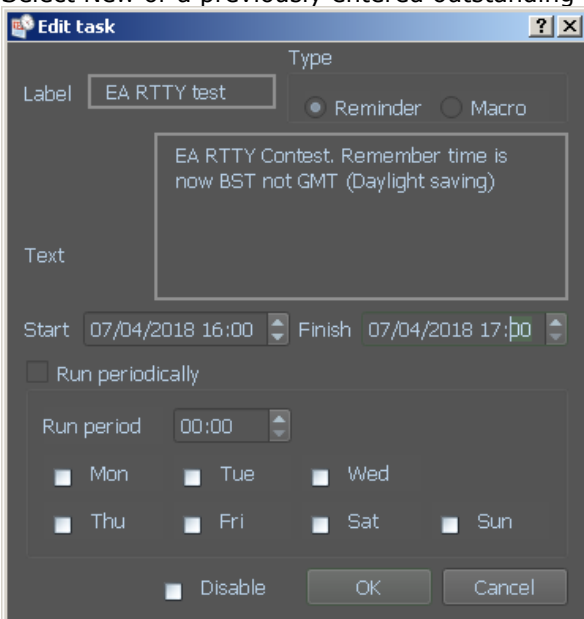 Select New or a previously entered outstanding
Edit task
Type
Label EA RTTY test
Reminder Macro
EA RTTY Contest. Remember time is
now BST not GMT (Daylight saving)
Text
Start 07/04/2018 16:00 Finish 07/04/2018 17:00
Run periodically
Run period 00:00
Mon Tue Wed
Thu Fri Sat Sun
Disable OK Cancel